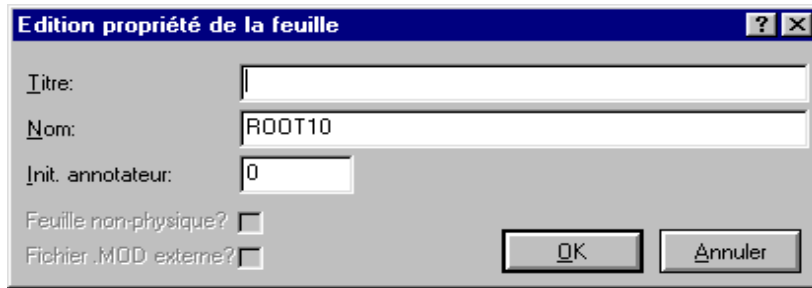 Edition propriété de la feuille
Titre:
Nom: ROOT10
Init. annotateur: 0
Feuille non-physique?
Fichier .MOD externe?
OK Annuler